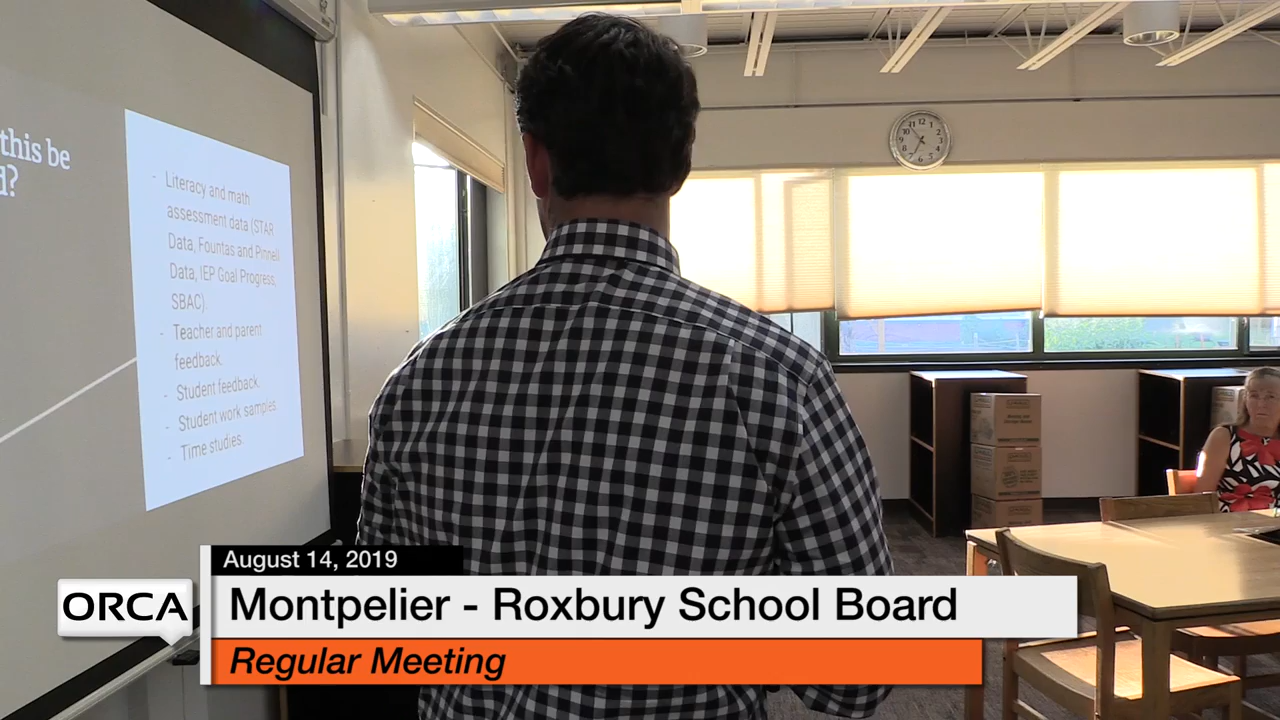 this be
d?
- Literacy and math
assessment data (STAR
Data, Fountas and Pinnell
Data, IEP Goal Progress,
SBAC).
- Teacher and parent
feedback.
- Student feedback.
- Student work samples
- Time studies.
August 14, 2019
ORCA
Montpelier - Roxbury School Board
Regular Meeting